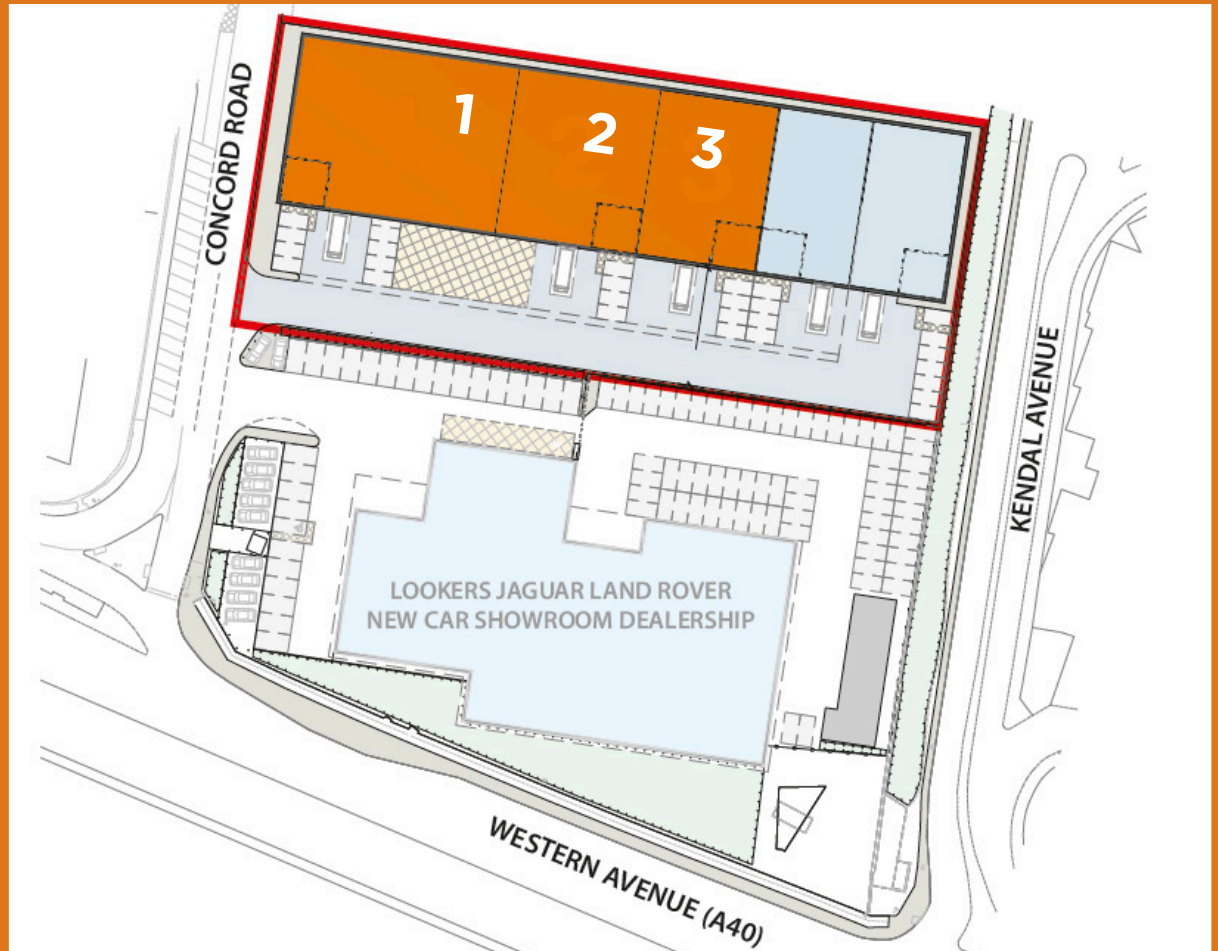 CONCORD ROAD
1
2
3
KENDAL AVENUE
LOOKERS JAGUAR LAND ROVER
NEW CAR SHOWROOM DEALERSHIP
WESTERN AVENUE (A40)